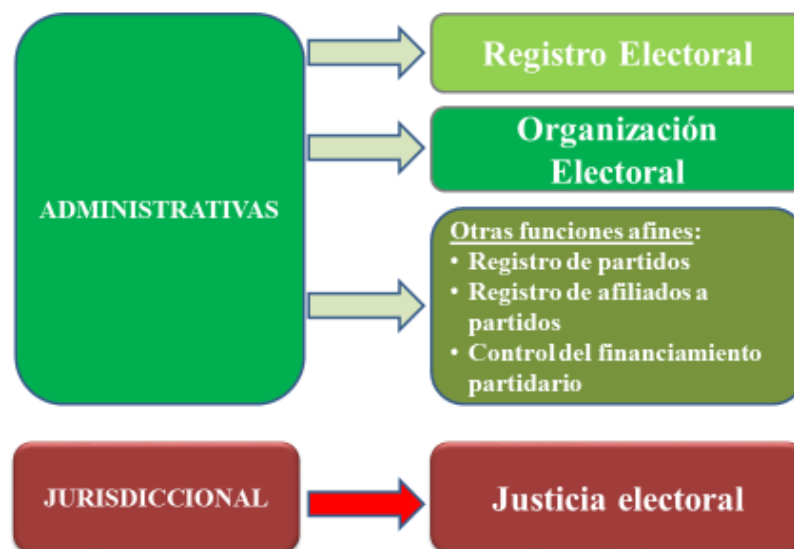 ADMINISTRATIVAS
Registro Electoral
Organización
Electoral
Otras funciones afines:
• Registro de partidos
• Registro de afiliados a
partidos
• Control del financiamiento
partidario
JURISDICCIONAL
Justicia electoral